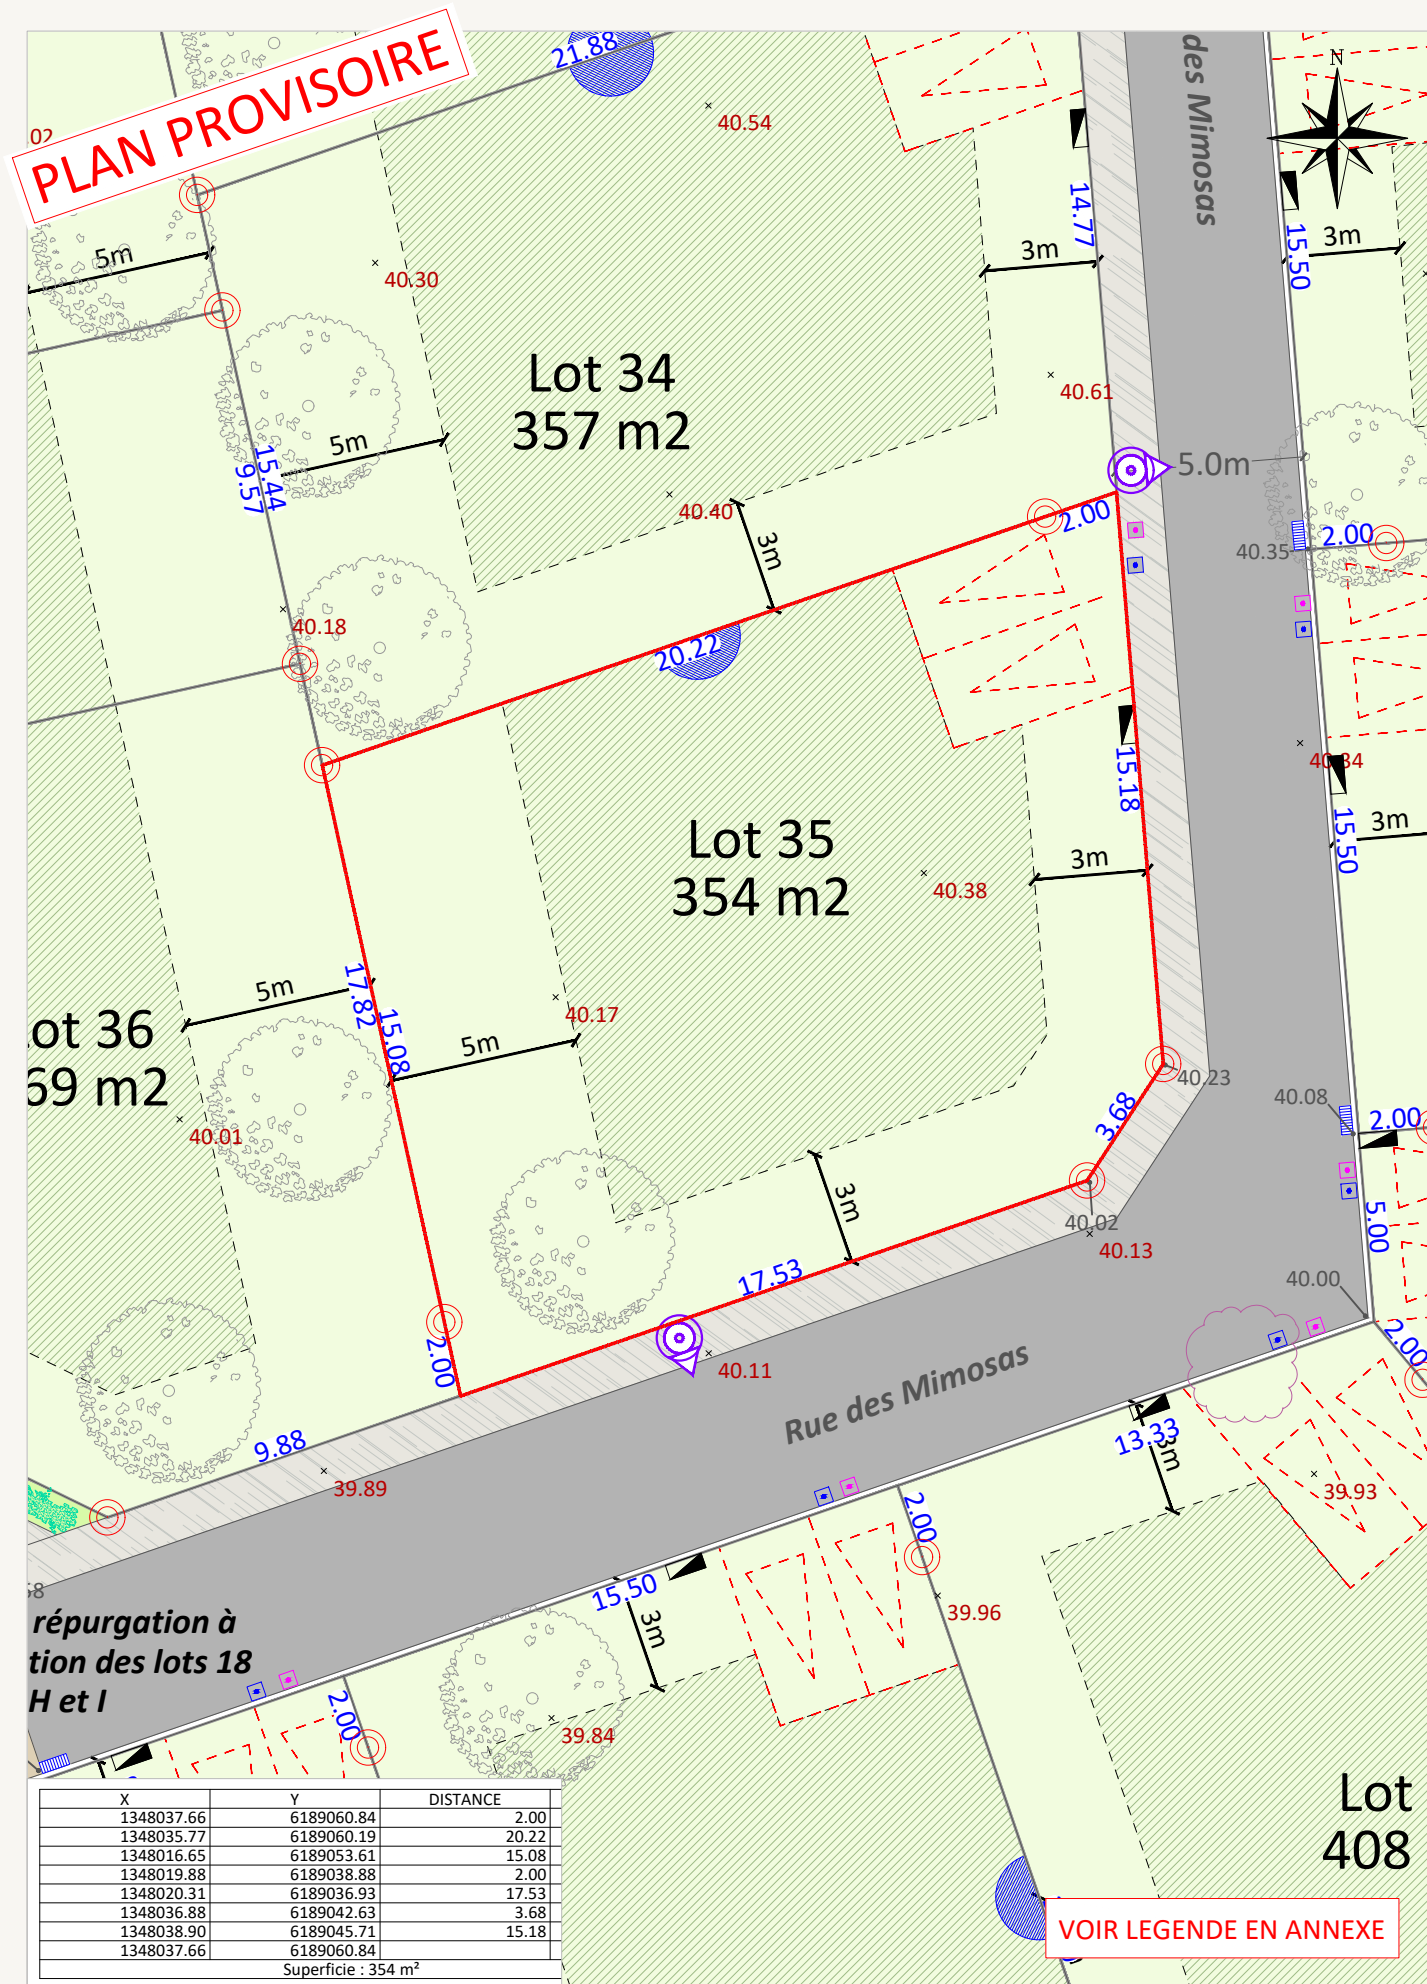 PLAN PROVISOIRE
21.88
des Mimosas
N
02
40.54
14.77
15.50
5m
3m
3m
40.30
Lot 34
357 m2
40.61
5m
15.44
9.57
5.0m
40.40
2.00
2.00
40.35
3m
40.18
20.22
40.34
15.18
Lot 35
354 m2
3m
15.50
3m
40.38
17.82
15.08
5m
40.17
5m
ot 36
69 m2
40.01
40.23
40.08
2.00
3.68
3m
40.02
40.13
5.00
17.53
40.00
2.00
40.11
Rue des Mimosas
2.00
9.88
13.33
3m
39.89
39.93
2.00
15.50
3m
39.96
répurgation à
tion des lots 18
H et I
2.00
39.84
Lot
408
X Y DISTANCE
1348037.66 6189060.84 2.00
1348035.77 6189060.19 20.22
1348016.65 6189053.61 15.08
1348019.88 6189038.88 2.00
1348020.31 6189036.93 17.53
1348036.88 6189042.63 3.68
1348038.90 6189045.71 15.18
1348037.66 6189060.84
Superficie : 354 m²
VOIR LEGENDE EN ANNEXE